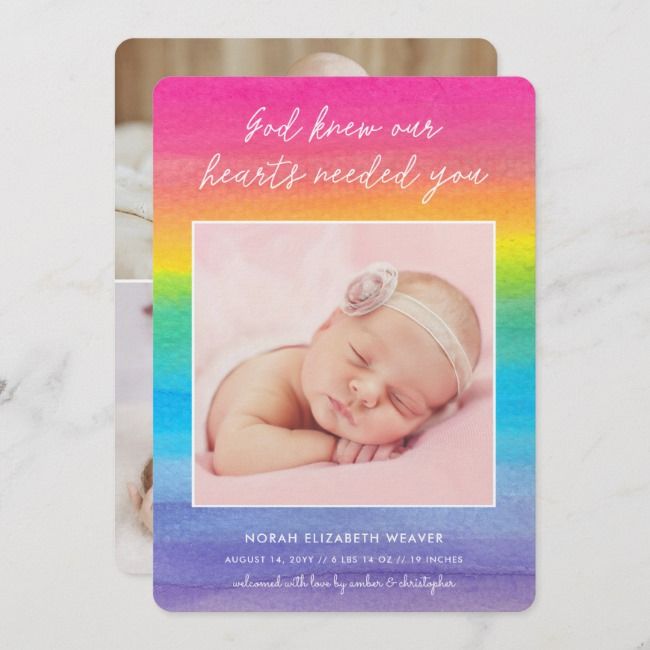 God knew our
hearts needed you
NORAH ELIZABETH WEAVER
AUGUST 14, 20YY // 6 LBS 14 OZ // 19 INCHES
welcomed with love by amber & christopher